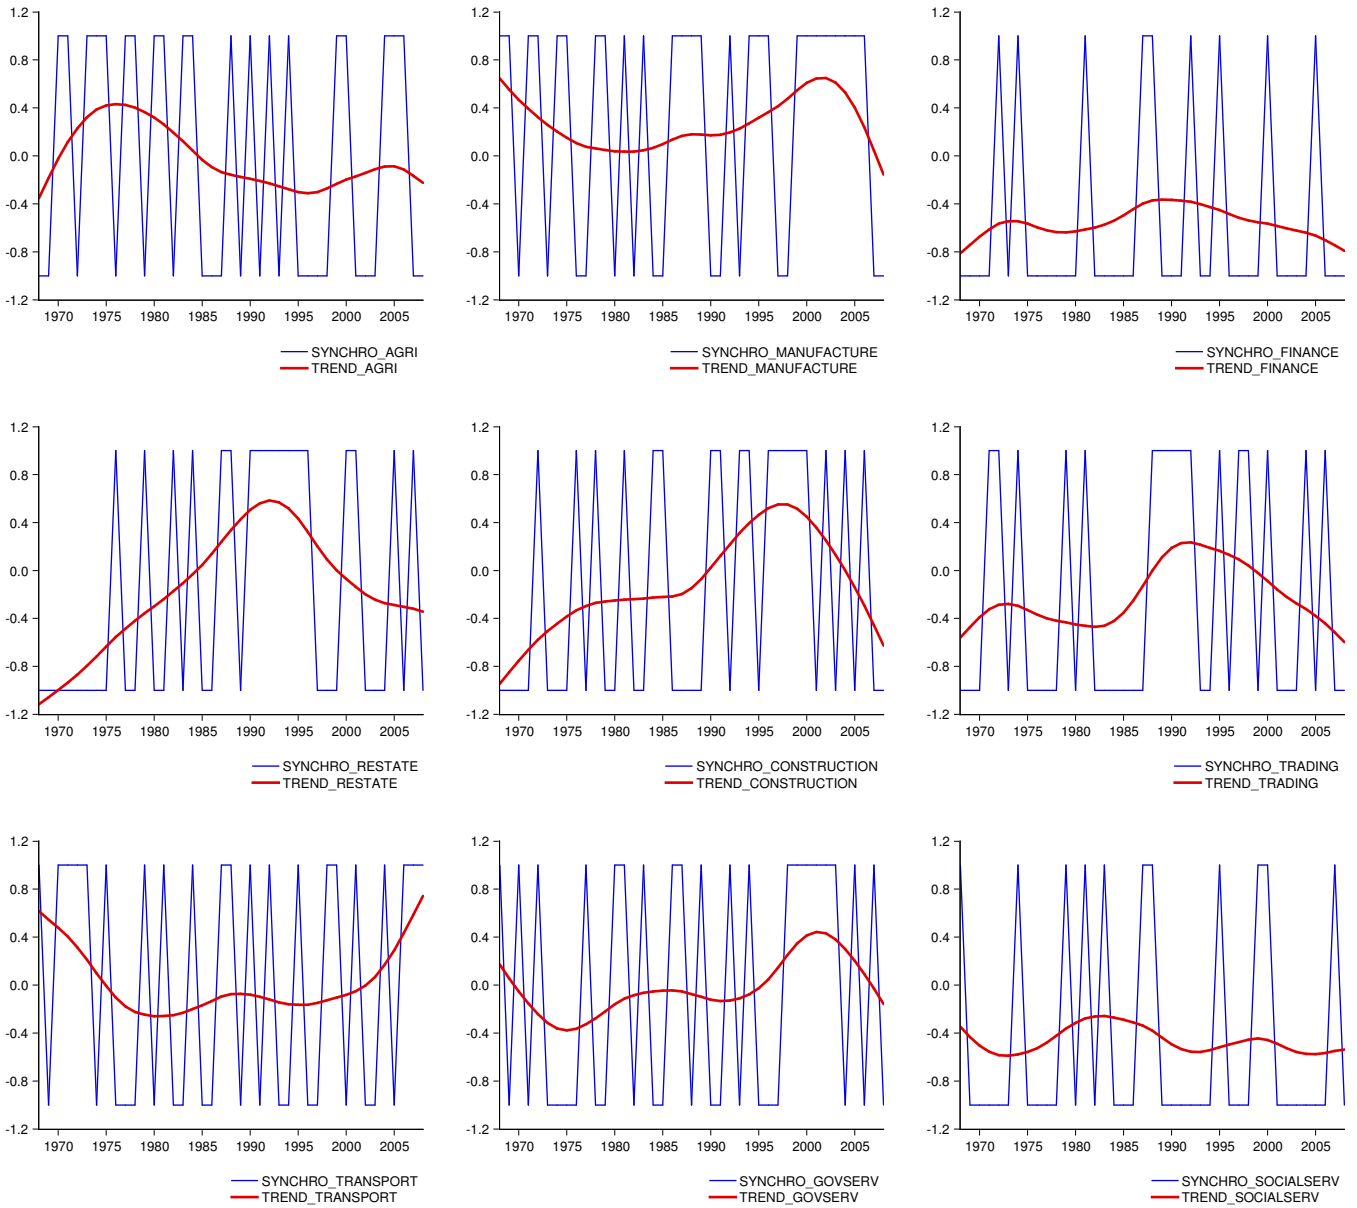 1.2 1.2 1.2
0.8 0.8 0.8
0.4 0.4 0.4
0.0 0.0 0.0
-0.4 -0.4 -0.4
-0.8 -0.8 -0.8
-1.2 -1.2 -1.2
1970 1975 1980 1985 1990 1995 2000 2005 1970 1975 1980 1985 1990 1995 2000 2005 1970 1975 1980 1985 1990 1995 2000 2005
SYNCHRO_AGRI SYNCHRO_MANUFACTURE SYNCHRO_FINANCE
TREND_AGRI TREND_MANUFACTURE TREND_FINANCE
1.2 1.2 1.2
0.8 0.8 0.8
0.4 0.4 0.4
0.0 0.0 0.0
-0.4 -0.4 -0.4
-0.8 -0.8 -0.8
-1.2 -1.2 -1.2
1970 1975 1980 1985 1990 1995 2000 2005 1970 1975 1980 1985 1990 1995 2000 2005 1970 1975 1980 1985 1990 1995 2000 2005
SYNCHRO_RESTATE SYNCHRO_CONSTRUCTION SYNCHRO_TRADING
TREND_RESTATE TREND_CONSTRUCTION TREND_TRADING
1.2 1.2 1.2
0.8 0.8 0.8
0.4 0.4 0.4
0.0 0.0 0.0
-0.4 -0.4 -0.4
-0.8 -0.8 -0.8
-1.2 -1.2 -1.2
1970 1975 1980 1985 1990 1995 2000 2005 1970 1975 1980 1985 1990 1995 2000 2005 1970 1975 1980 1985 1990 1995 2000 2005
SYNCHRO_TRANSPORT SYNCHRO_GOVSERV SYNCHRO_SOCIALSERV
TREND_TRANSPORT TREND_GOVSERV TREND_SOCIALSERV